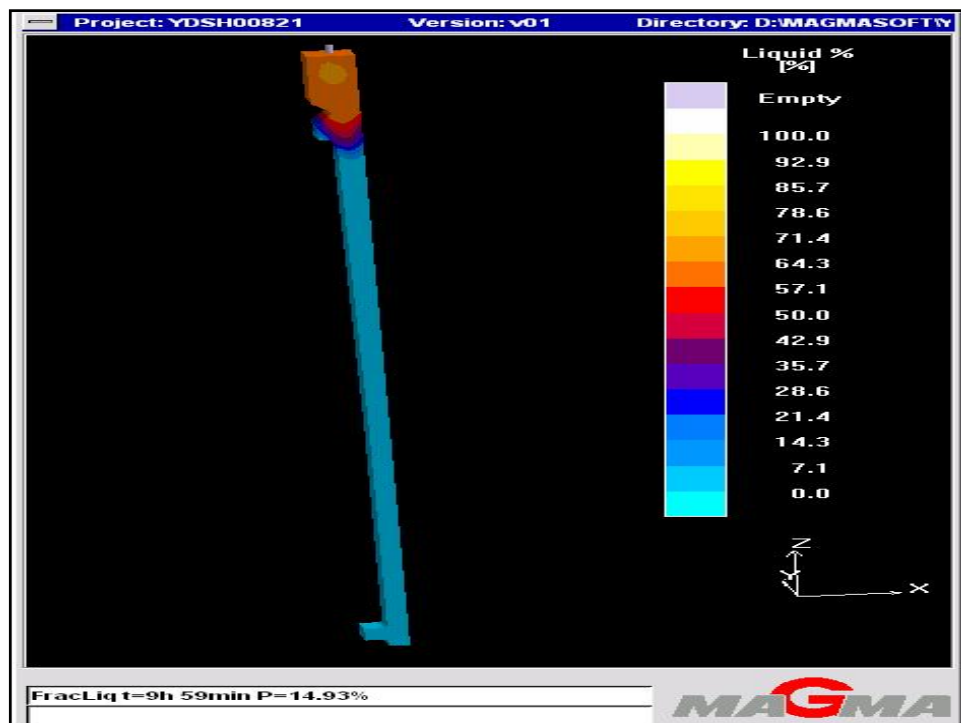 Project: YDSH00821 Version: v01 Directory: D:\MAGMASOFT\Y
Liquid %
[%]
Empty
100.0
92.9
85.7
78.6
71.4
64.3
57.1
50.0
42.9
35.7
28.6
21.4
14.3
7.1
0.0
Z
Y
X
FracLiq t=9h 59min P=14.93%
MAGMA